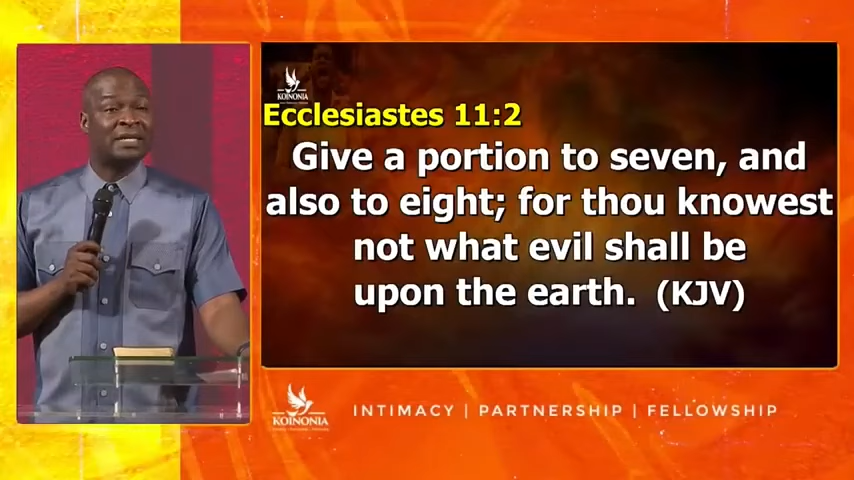 KOINONIA
Ecclesiastes 11:2
Give a portion to seven, and
also to eight; for thou knowest
not what evil shall be
upon the earth. (KJV)
KOINONIA
INTIMACY | PARTNERSHIP | FELLOWSHIP